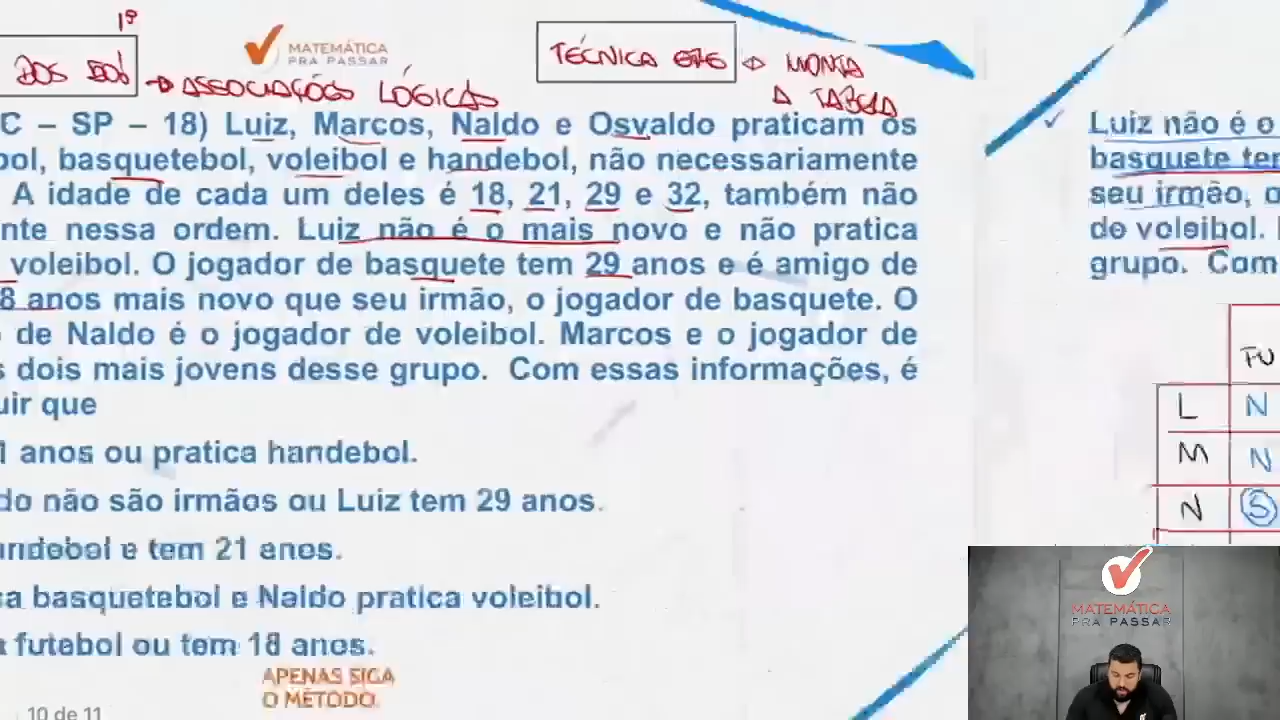 1º
DOS DOÓ → ASSOCIAÇÕES LÓGICAS
MATEMÁTICA
PRA PASSAR
TÉCNICA
MONTA
A TABELA
C – SP – 18) Luiz, Marcos, Naldo e Osvaldo praticam os
bol, basquetebol, voleibol e handebol, não necessariamente
A idade de cada um deles é 18, 21, 29 e 32, também não
nte nessa ordem. Luiz não é o mais novo e não pratica
voleibol. O jogador de basquete tem 29 anos e é amigo de
8 anos mais novo que seu irmão, o jogador de basquete. O
de Naldo é o jogador de voleibol. Marcos e o jogador de
s dois mais jovens desse grupo. Com essas informações, é
uir que
1 anos ou pratica handebol.
do não são irmãos ou Luiz tem 29 anos.
andebol e tem 21 anos.
sa basquetebol e Naldo pratica voleibol.
a futebol ou tem 18 anos.
APENAS SIGA
O MÉTODO.
10 de 11
Luiz não é o
basquete ter
seu irmão, o
de voleibol.
grupo. Com
FU
L N
M N
N S
MATEMÁTICA
PRA PASSAR